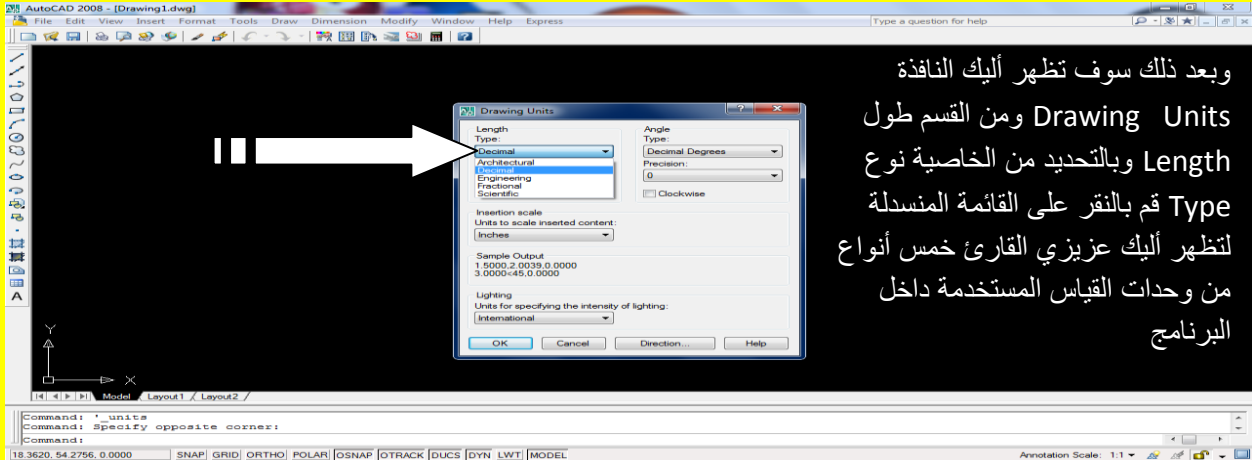 AutoCAD 2008 - [Drawing1.dwg]
File Edit View Insert Format Tools Draw Dimension Modify Window Help Express
Type a question for help
وبعد ذلك سوف تظهر أليك النافذة
Drawing Units ومن القسم طول
Length وبالتحديد من الخاصية نوع
Type قم بالنقر على القائمة المنسدلة
لتظهر أليك عزيزي القارئ خمس أنواع
من وحدات القياس المستخدمة داخل
البرنامج
Drawing Units
Length
Type:
Decimal
Architectural
Decimal
Engineering
Fractional
Scientific
Angle
Type:
Decimal Degrees
Precision:
0
Clockwise
Insertion scale
Units to scale inserted content:
Inches
Sample Output
1.5000,2.0039,0.0000
3.0000<45,0.0000
Lighting
Units for specifying the intensity of lighting:
International
OK Cancel Direction... Help
Y
X
Model Layout1 Layout2
Command: '_units
Command: Specify opposite corner:
Command:
18.3620, 54.2756, 0.0000 SNAP GRID ORTHO POLAR OSNAP OTRACK DUCS DYN LWT MODEL Annotation Scale: 1:1